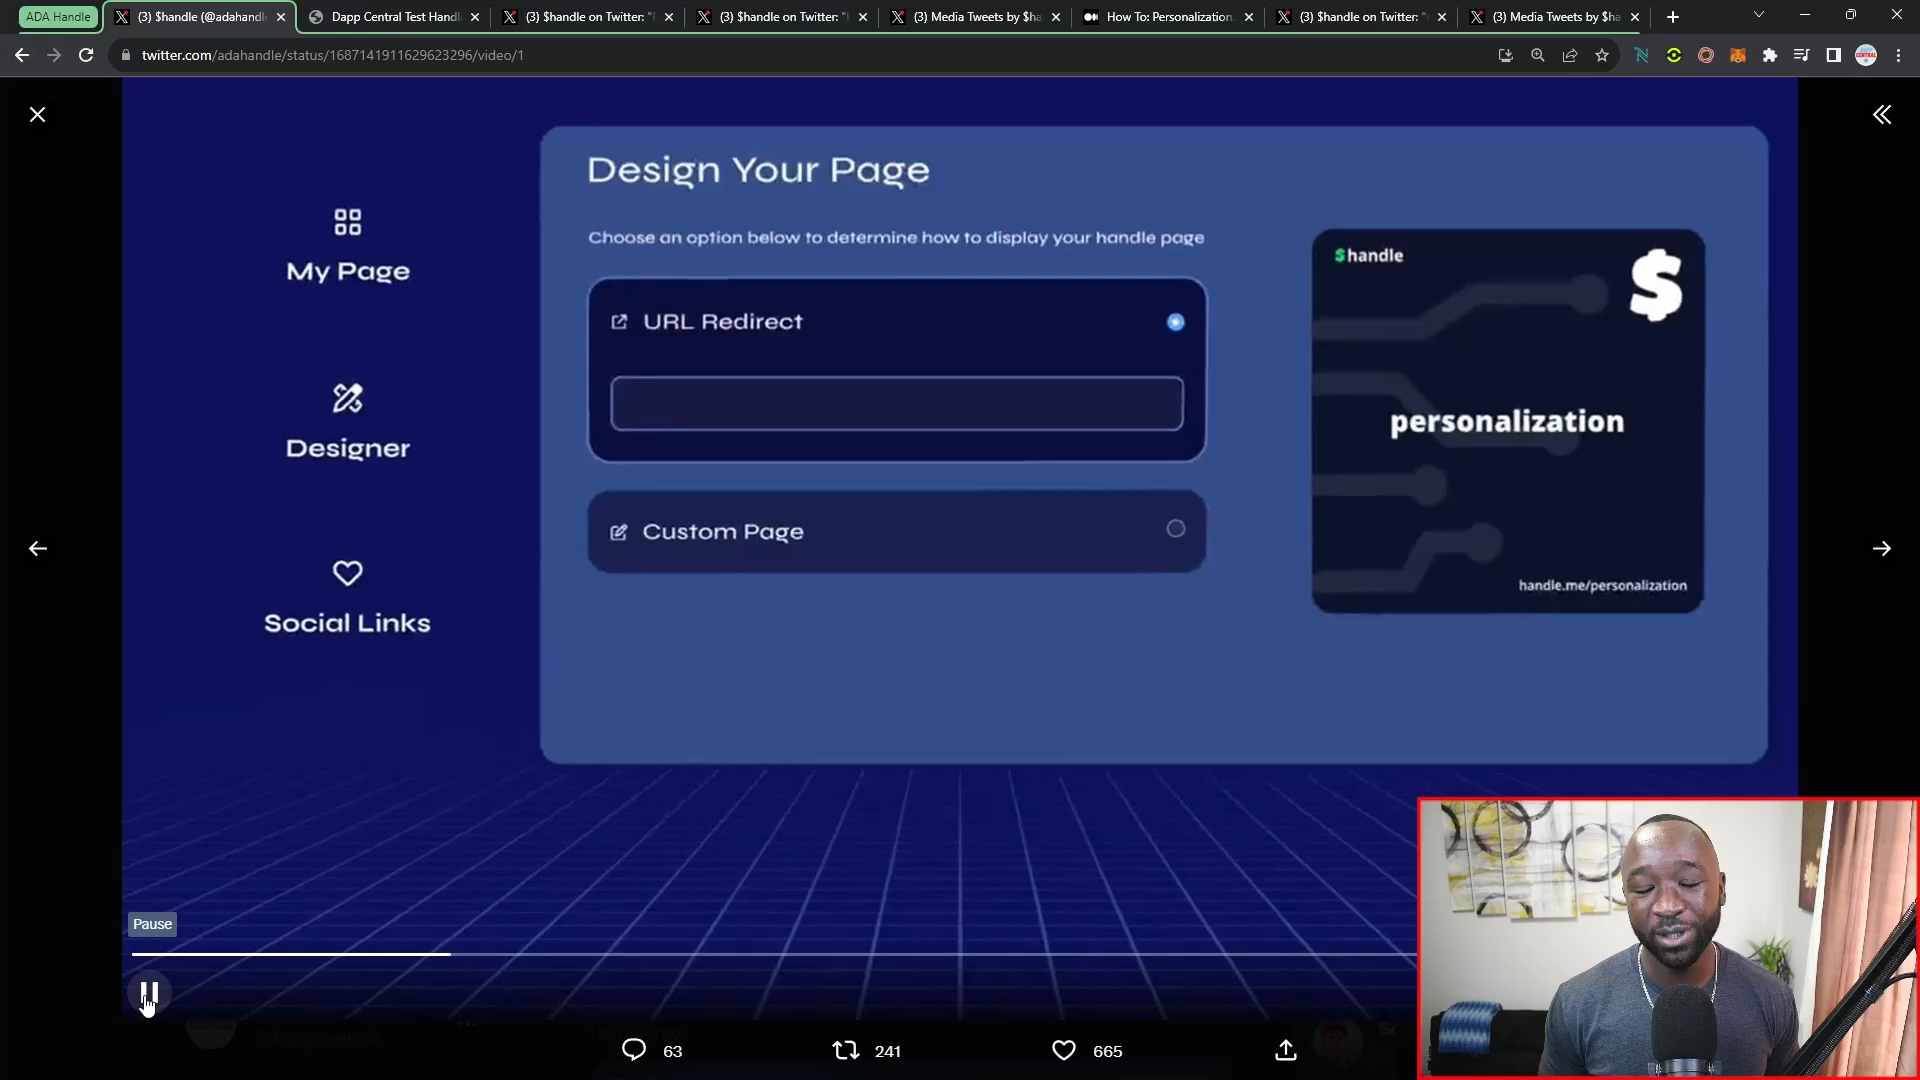 ADA Handle
(3) $handle (@adahandl
Dapp Central Test Handl
(3) $handle on Twitter: "
(3) $handle on Twitter: "
(3) Media Tweets by $ha
How To: Personalization.
(3) $handle on Twitter: "
(3) Media Tweets by $ha
twitter.com/adahandle/status/1687141911629623296/video/1
Design Your Page
Choose an option below to determine how to display your handle page
My Page
Designer
Social Links
URL Redirect
Custom Page
$handle
$
personalization
handle.me/personalization
Pause
63
241
665